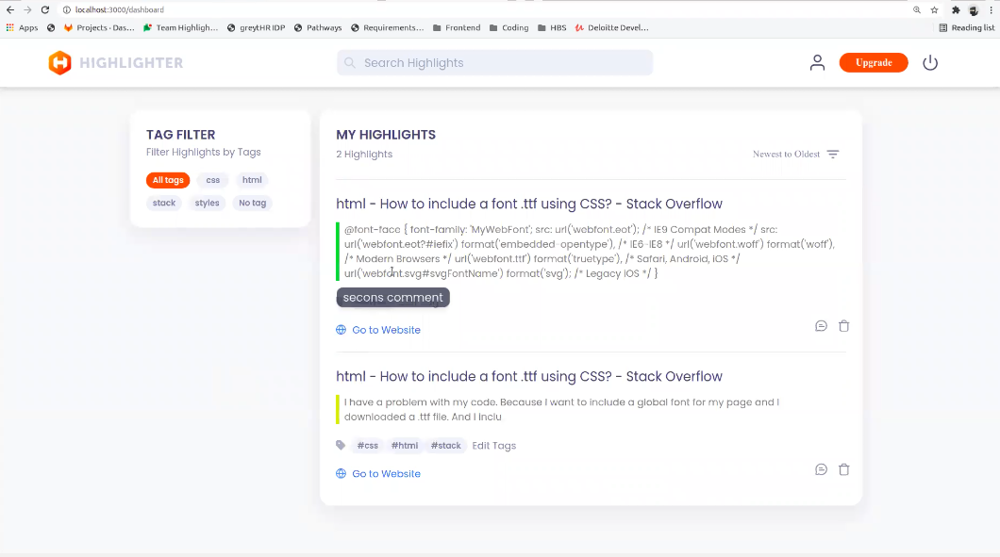 localhost:3000/dashboard
Apps Projects · Das... Team Highligh... greytHR IDP Pathways Requirements... Frontend Coding HBS Deloitte Devel... Reading list
HIGHLIGHTER
Search Highlights
Upgrade
TAG FILTER
Filter Highlights by Tags
All tags css html
stack styles No tag
MY HIGHLIGHTS
2 Highlights
Newest to Oldest
html - How to include a font .ttf using CSS? - Stack Overflow
@font-face { font-family: 'MyWebFont'; src: url('webfont.eot'); /* IE9 Compat Modes */ src:
url('webfont.eot?#iefix') format('embedded-opentype'), /* IE6-IE8 */ url('webfont.woff') format('woff'),
/* Modern Browsers */ url('webfont.ttf') format('truetype'), /* Safari, Android, iOS */
url('webfont.svg#svgFontName') format('svg'); /* Legacy iOS */ }
secons comment
Go to Website
html - How to include a font .ttf using CSS? - Stack Overflow
I have a problem with my code. Because I want to include a global font for my page and I
downloaded a .ttf file. And I inclu
#css #html #stack Edit Tags
Go to Website